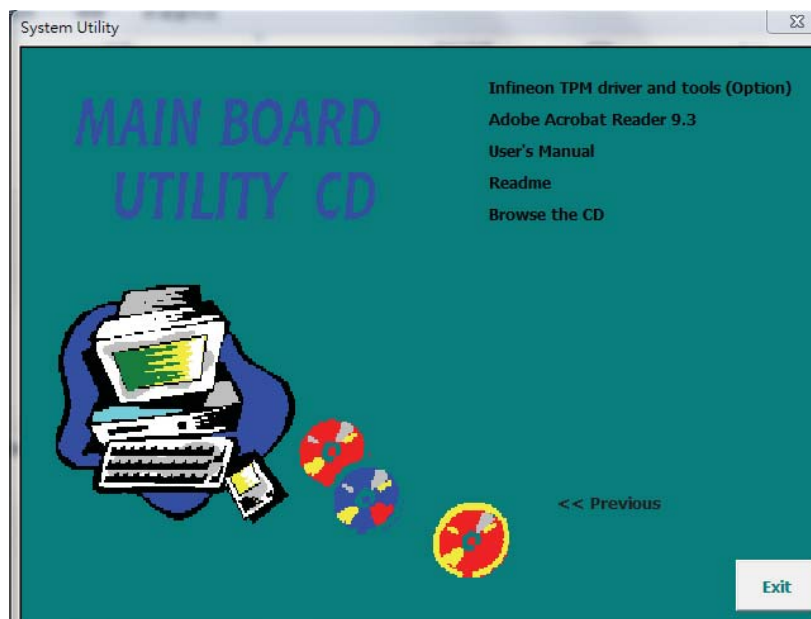 System Utility
MAIN BOARD
UTILITY CD
Infineon TPM driver and tools (Option)
Adobe Acrobat Reader 9.3
User's Manual
Readme
Browse the CD
<< Previous
Exit